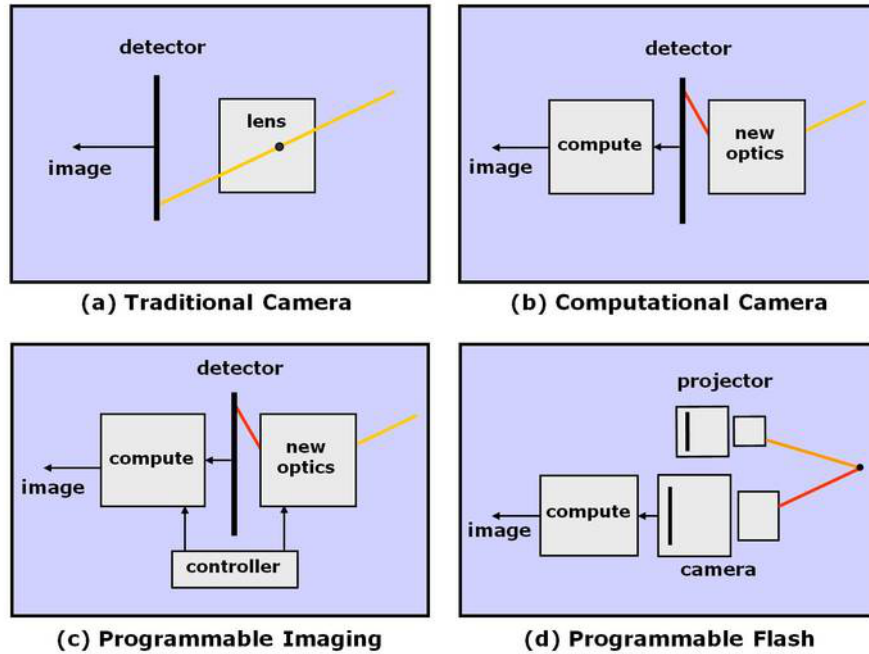 detector
lens
image
(a) Traditional Camera
detector
compute
new
optics
image
(b) Computational Camera
detector
compute
new
optics
image
controller
(c) Programmable Imaging
projector
compute
image
camera
(d) Programmable Flash